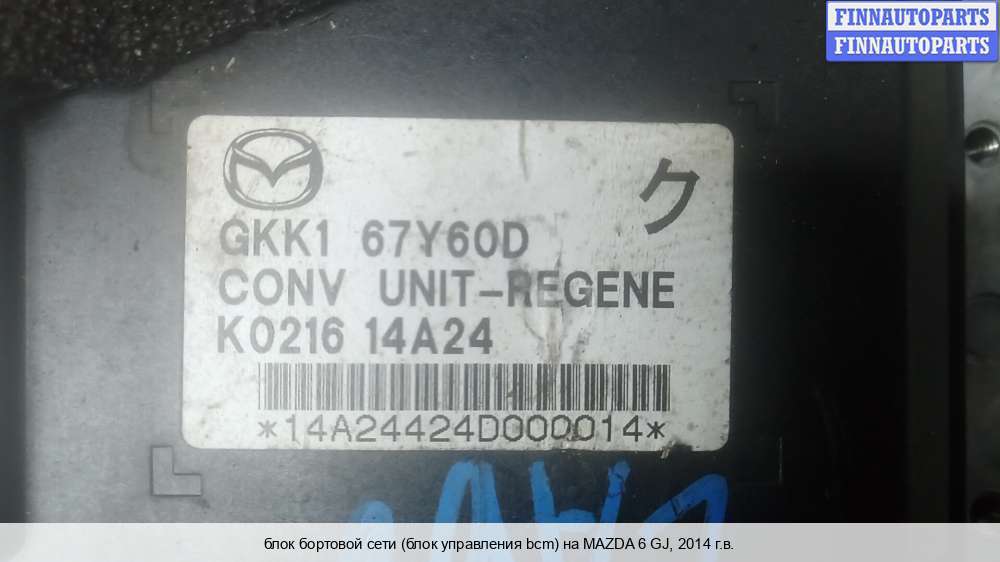 FINNAUTOPARTS
FINNAUTOPARTS
ク
GKK1 67Y60D
CONV UNIT-REGENE
K0216 14A24
*14A24424D000014*
блок бортовой сети (блок управления bcm) на MAZDA 6 GJ, 2014 г.в.